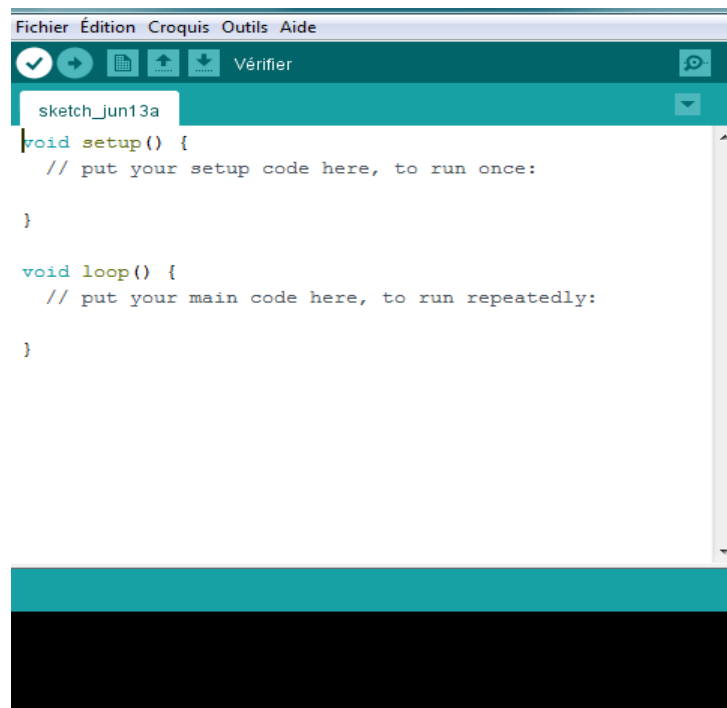 Fichier Édition Croquis Outils Aide
Vérifier
sketch_jun13a
void setup() {
  // put your setup code here, to run once:
}
void loop() {
  // put your main code here, to run repeatedly:
}